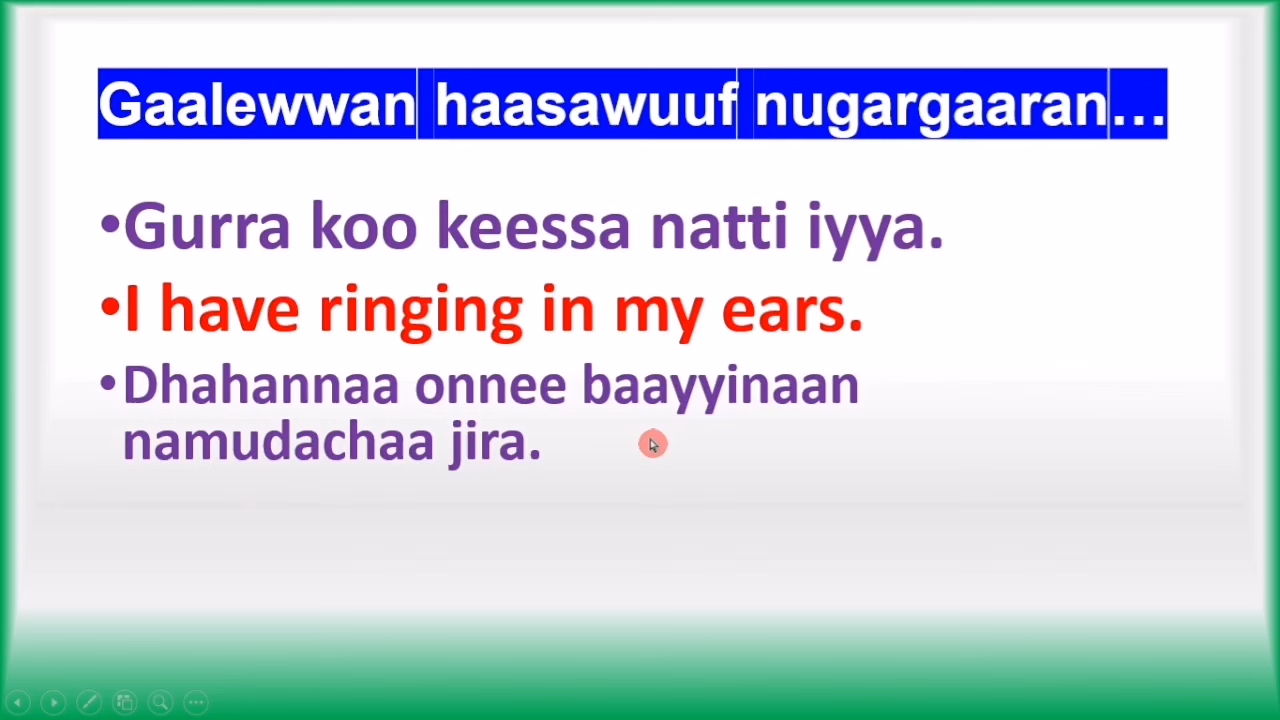 Gaalewwan haasawuuf nugargaaran...
•Gurra koo keessa natti iyya.
•I have ringing in my ears.
•Dhahannaa onnee baayyinaan
namudachaa jira.